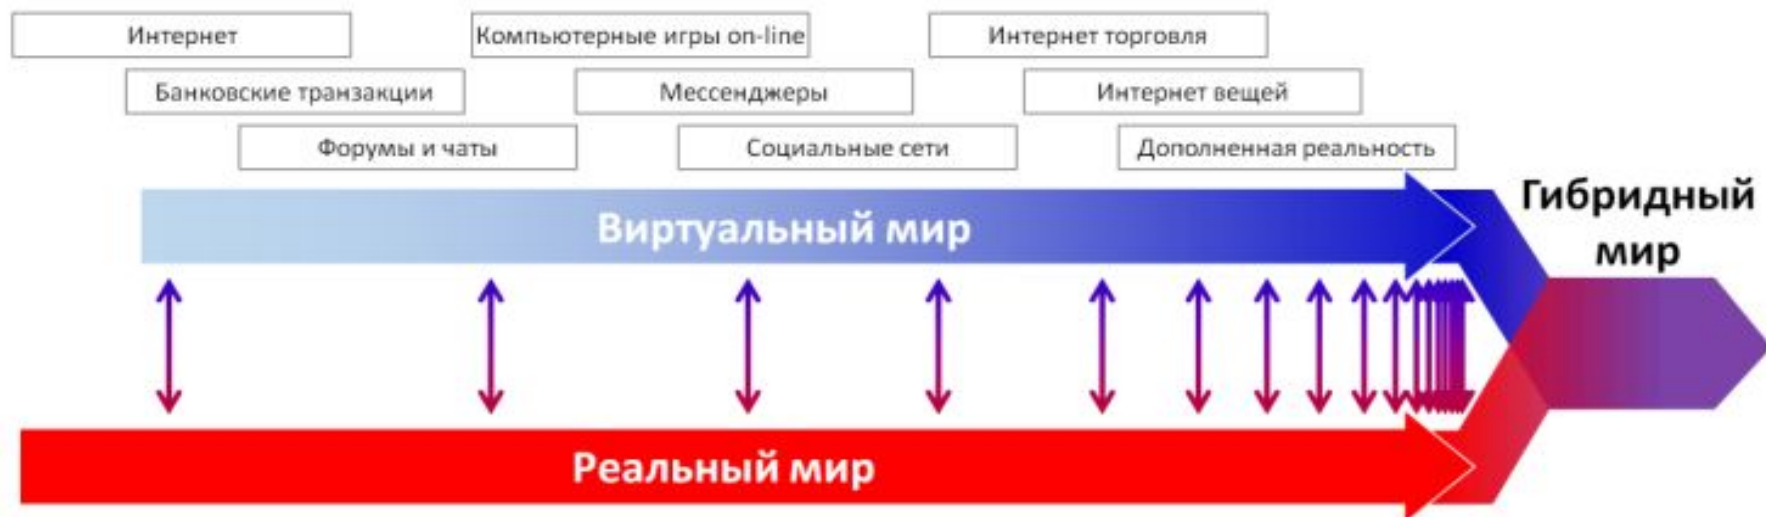 Интернет
Компьютерные игры on-line
Интернет торговля
Банковские транзакции
Мессенджеры
Интернет вещей
Форумы и чаты
Социальные сети
Дополненная реальность
Гибридный
мир
Виртуальный мир
Реальный мир